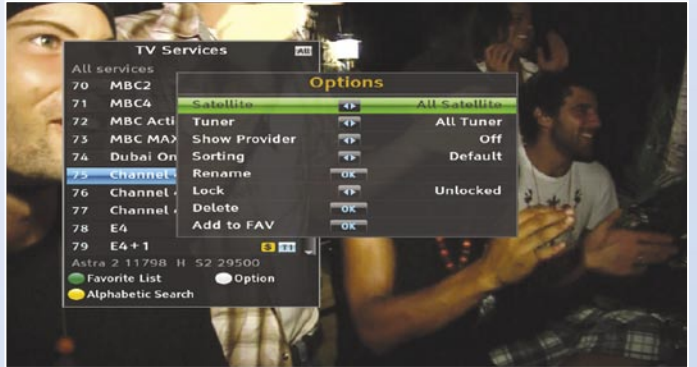 TV Services
All
All services
Options
70 MBC2
71 MBC4
72 MBC Acti
73 MBC MAX
74 Dubai On
75 Channel
76 Channel
77 Channel
78 E4
79 E4+1 $
Satellite All Satellite
Tuner All Tuner
Show Provider Off
Sorting Default
Rename OK
Lock Unlocked
Delete OK
Add to FAV OK
Astra 2 11798 H S2 29500
Favorite List Option
Alphabetic Search